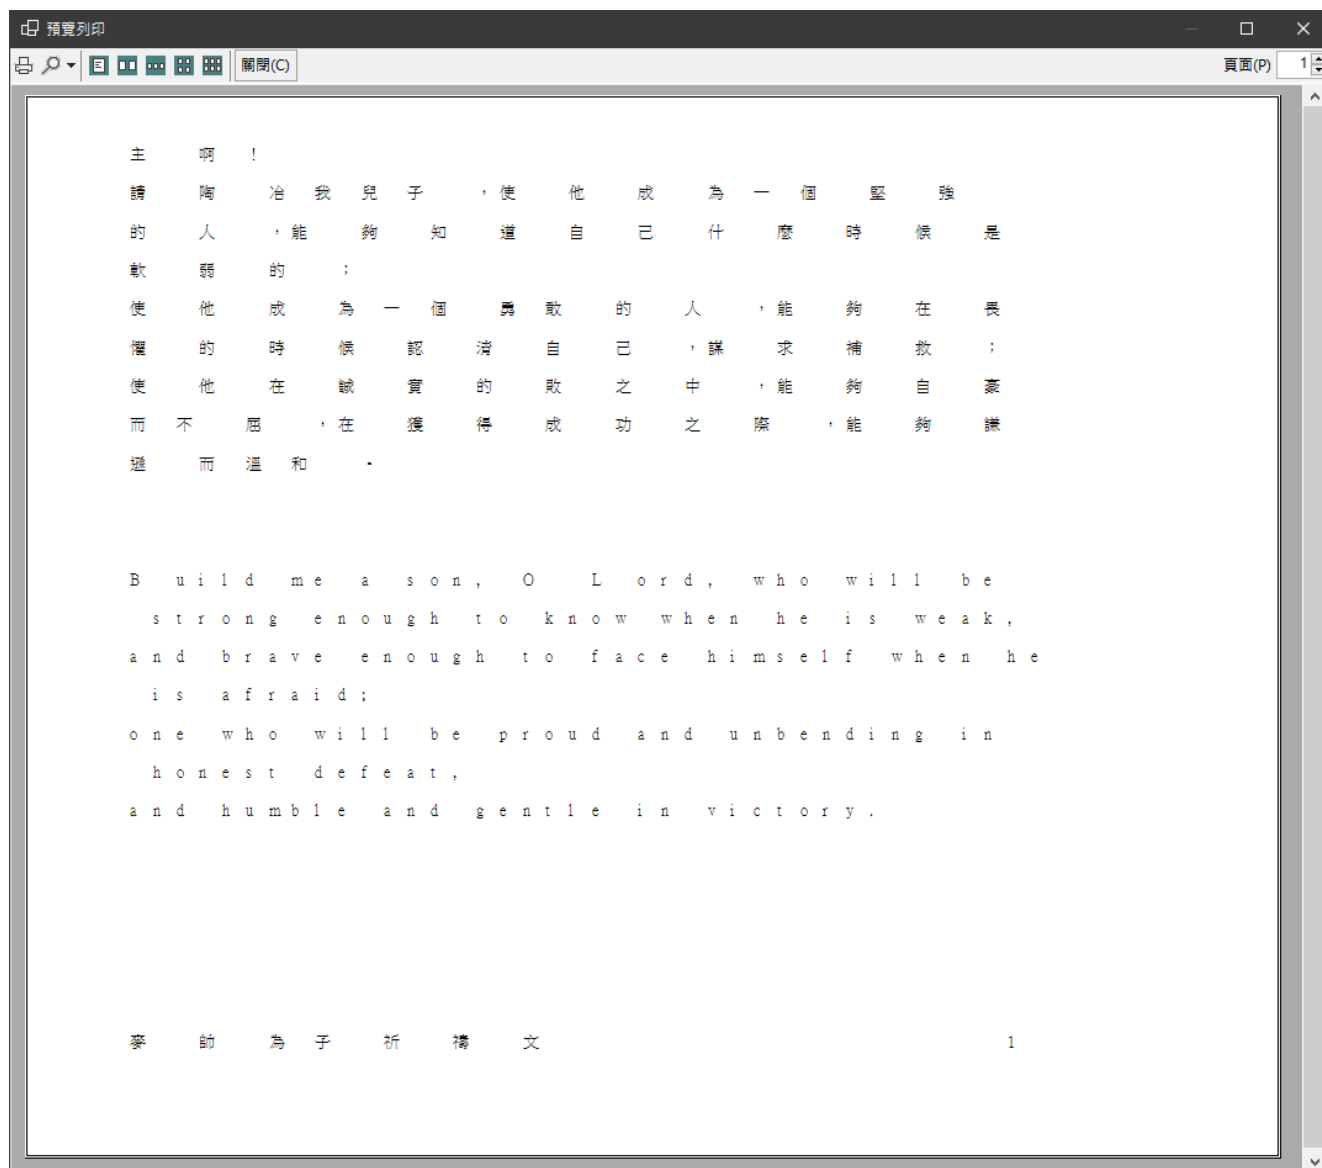 預覽列印
關閉(C)
頁面(P) 1
主啊!
請陶冶我兒子,使他成為一個堅強
的人,能夠知道自己什麼時候是
軟弱的;
使他成為一個勇敢的人,能夠在畏
懼的時候認清自己,謀求補救;
使他在誠實的敗之中,能夠自豪
而不屈,在獲得成功之際,能夠謙
遜而溫和.
Build me a son, O Lord, who will be
strong enough to know when he is weak,
and brave enough to face himself when he
is afraid;
one who will be proud and unbending in
honest defeat,
and humble and gentle in victory.
麥帥為子祈禱文 1